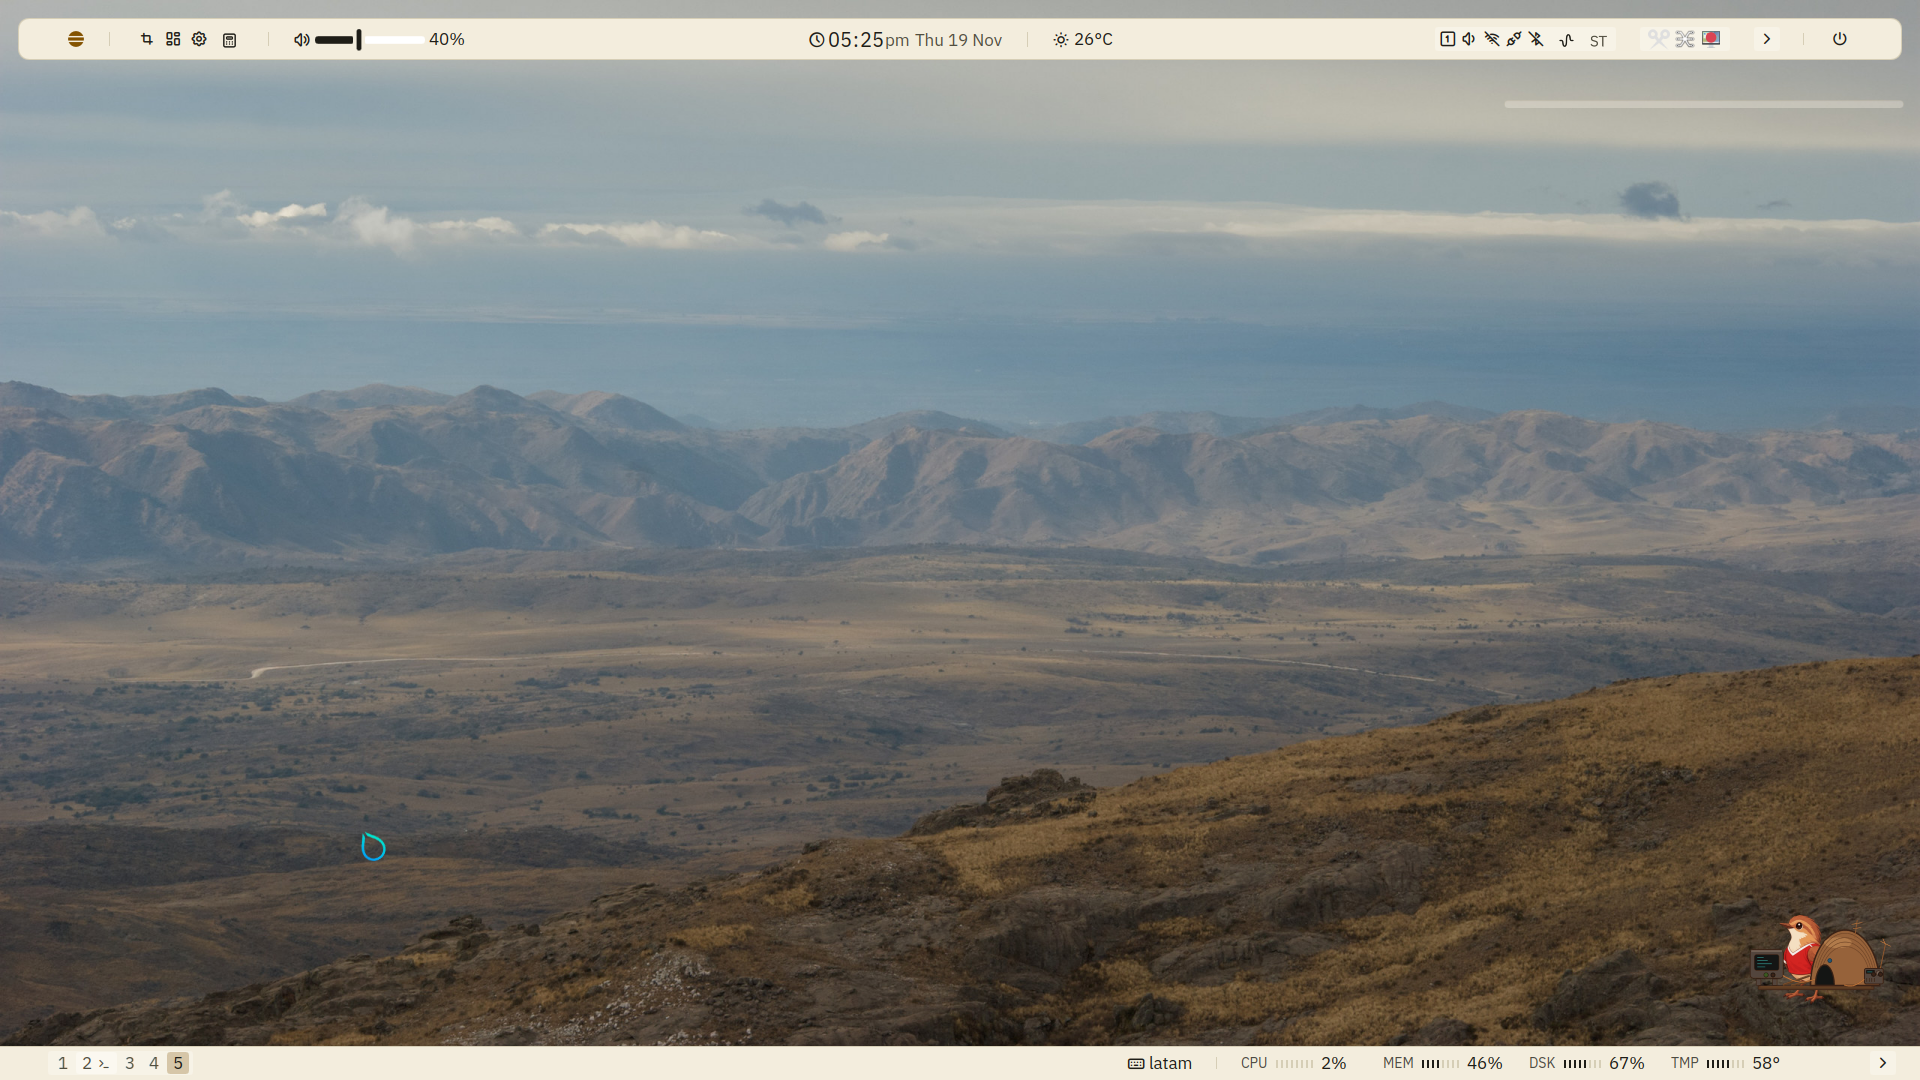 40%
05:25pm Thu 19 Nov
26°C
1
ST
1 2 3 4 5
latam
CPU 2%
MEM 46%
DSK 67%
TMP 58°